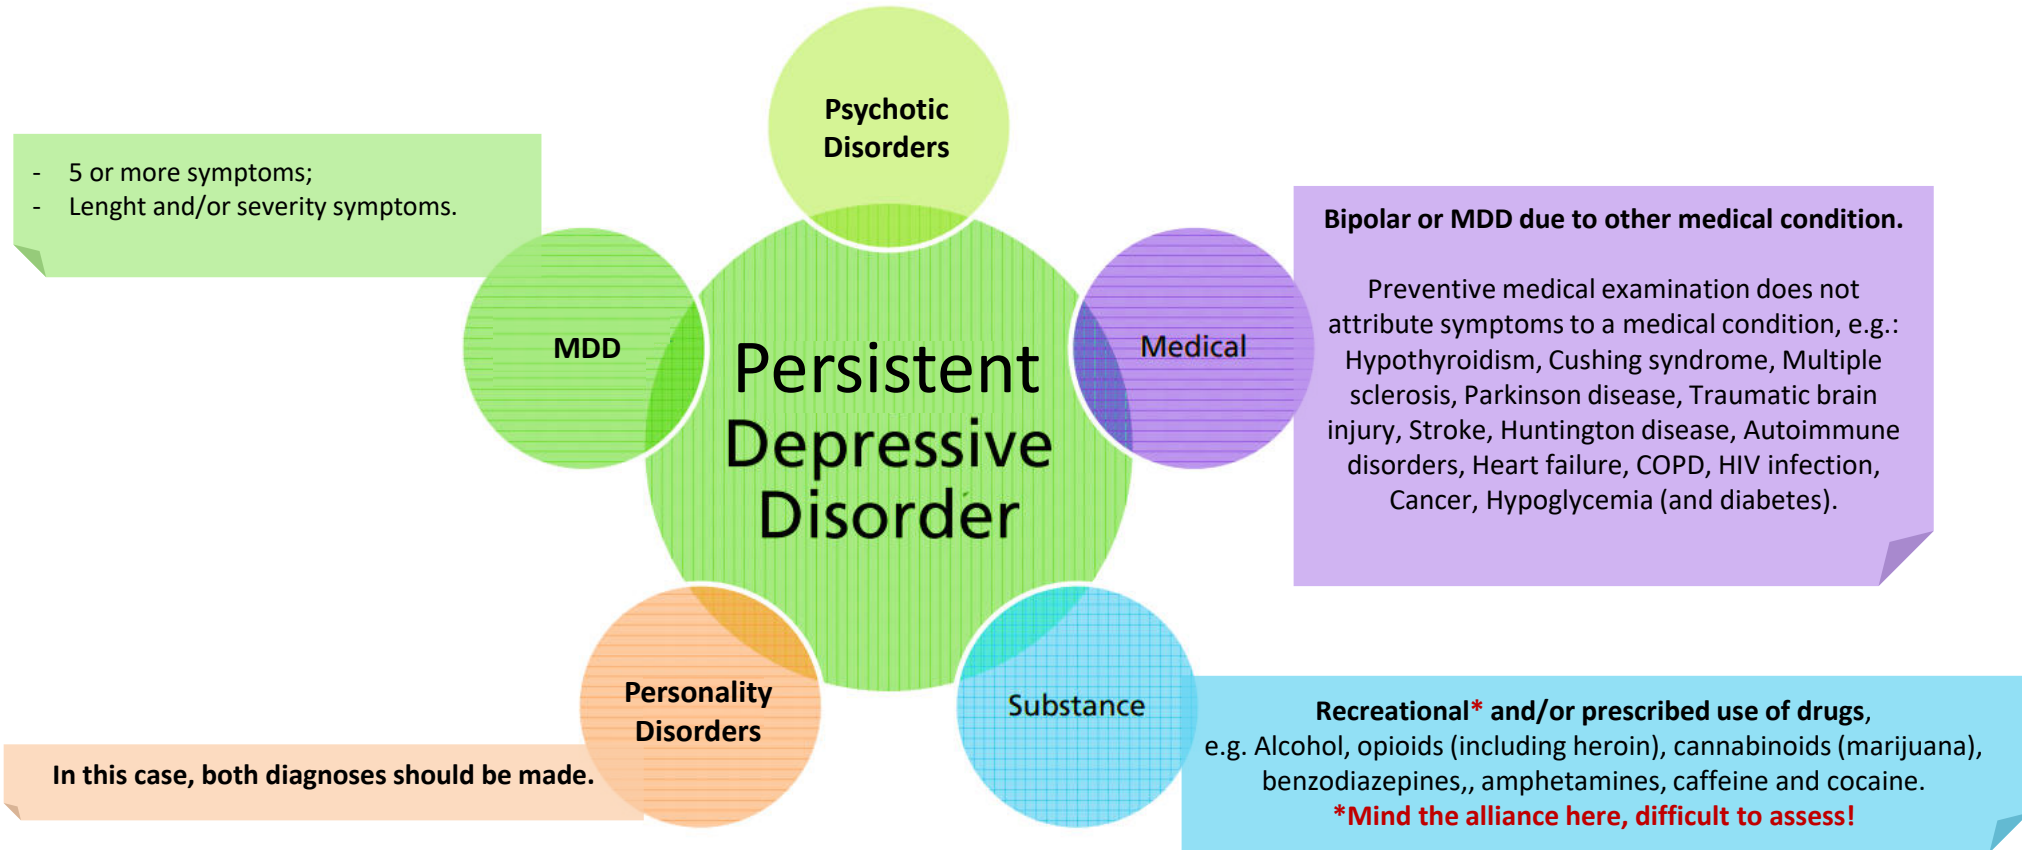 Psychotic
Disorders
- 5 or more symptoms;
- Lenght and/or severity symptoms.
MDD
Persistent
Depressive
Disorder
Medical
Bipolar or MDD due to other medical condition.
Preventive medical examination does not
attribute symptoms to a medical condition, e.g.:
Hypothyroidism, Cushing syndrome, Multiple
sclerosis, Parkinson disease, Traumatic brain
injury, Stroke, Huntington disease, Autoimmune
disorders, Heart failure, COPD, HIV infection,
Cancer, Hypoglycemia (and diabetes).
Personality
Disorders
In this case, both diagnoses should be made.
Substance
Recreational* and/or prescribed use of drugs,
e.g. Alcohol, opioids (including heroin), cannabinoids (marijuana),
benzodiazepines,, amphetamines, caffeine and cocaine.
*Mind the alliance here, difficult to assess!